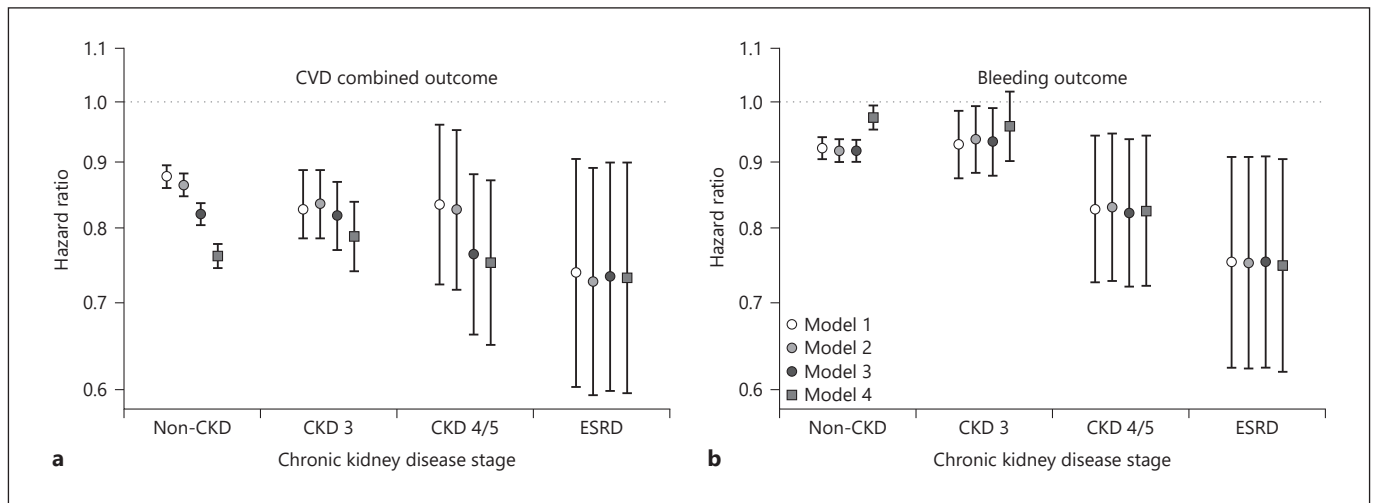 1.1
1.0
0.9
0.8
0.7
0.6
Hazard ratio
CVD combined outcome
Non-CKD
CKD 3
CKD 4/5
ESRD
Chronic kidney disease stage
a
1.1
1.0
0.9
0.8
0.7
0.6
Hazard ratio
Bleeding outcome
Model 1
Model 2
Model 3
Model 4
Non-CKD
CKD 3
CKD 4/5
ESRD
Chronic kidney disease stage
b